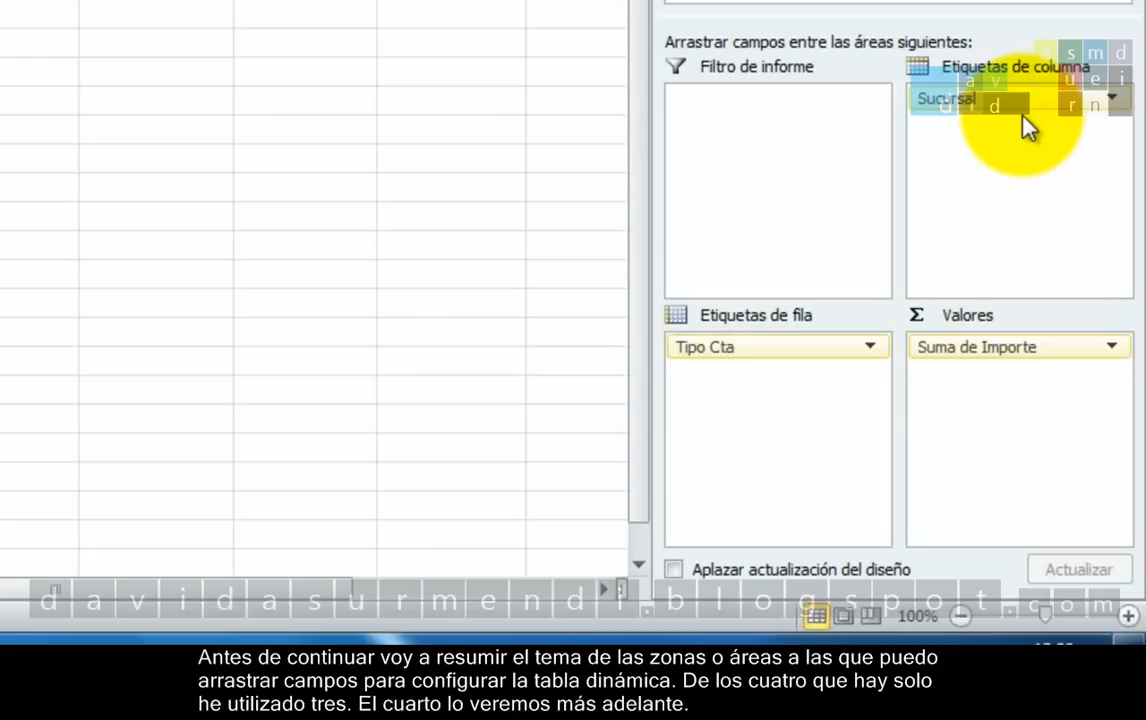 Arrastrar campos entre las áreas siguientes:
Filtro de informe
Etiquetas de columna
Sucursal
Etiquetas de fila
Σ Valores
Tipo Cta
Suma de Importe
Aplazar actualización del diseño
Actualizar
davidasurmendi.blogspot.com
100%
Antes de continuar voy a resumir el tema de las zonas o áreas a las que puedo
arrastrar campos para configurar la tabla dinámica. De los cuatro que hay solo
he utilizado tres. El cuarto lo veremos más adelante.